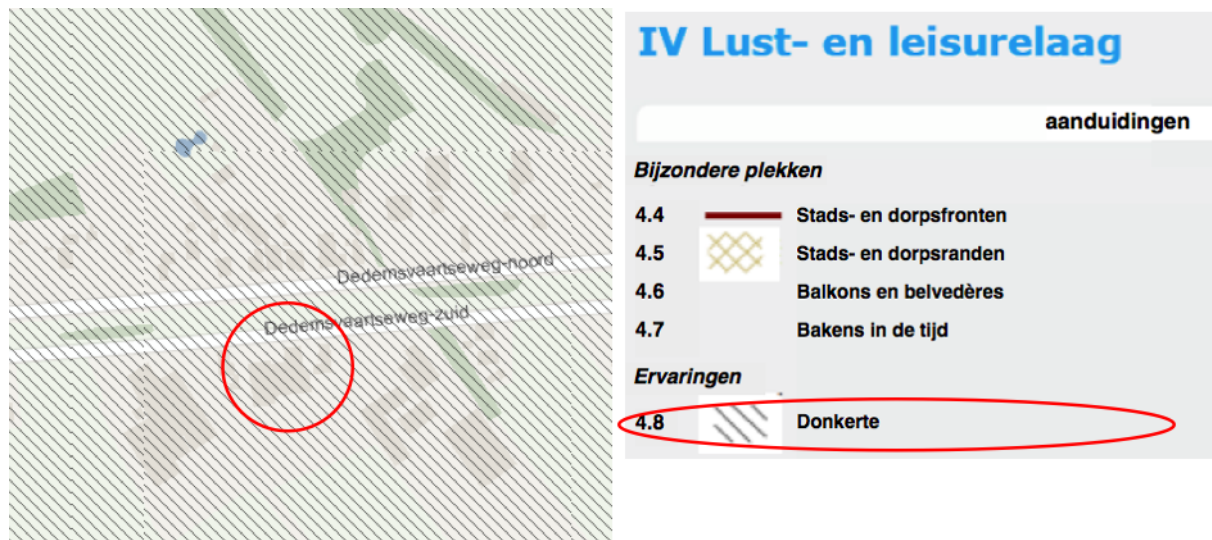 Dedemsvaartseweg-noord
Dedemsvaartseweg-zuid
IV Lust- en leisurelaag
aanduidingen
Bijzondere plekken
4.4 Stads- en dorpsfronten
4.5 Stads- en dorpsranden
4.6 Balkons en belvedères
4.7 Bakens in de tijd
Ervaringen
4.8 Donkerte